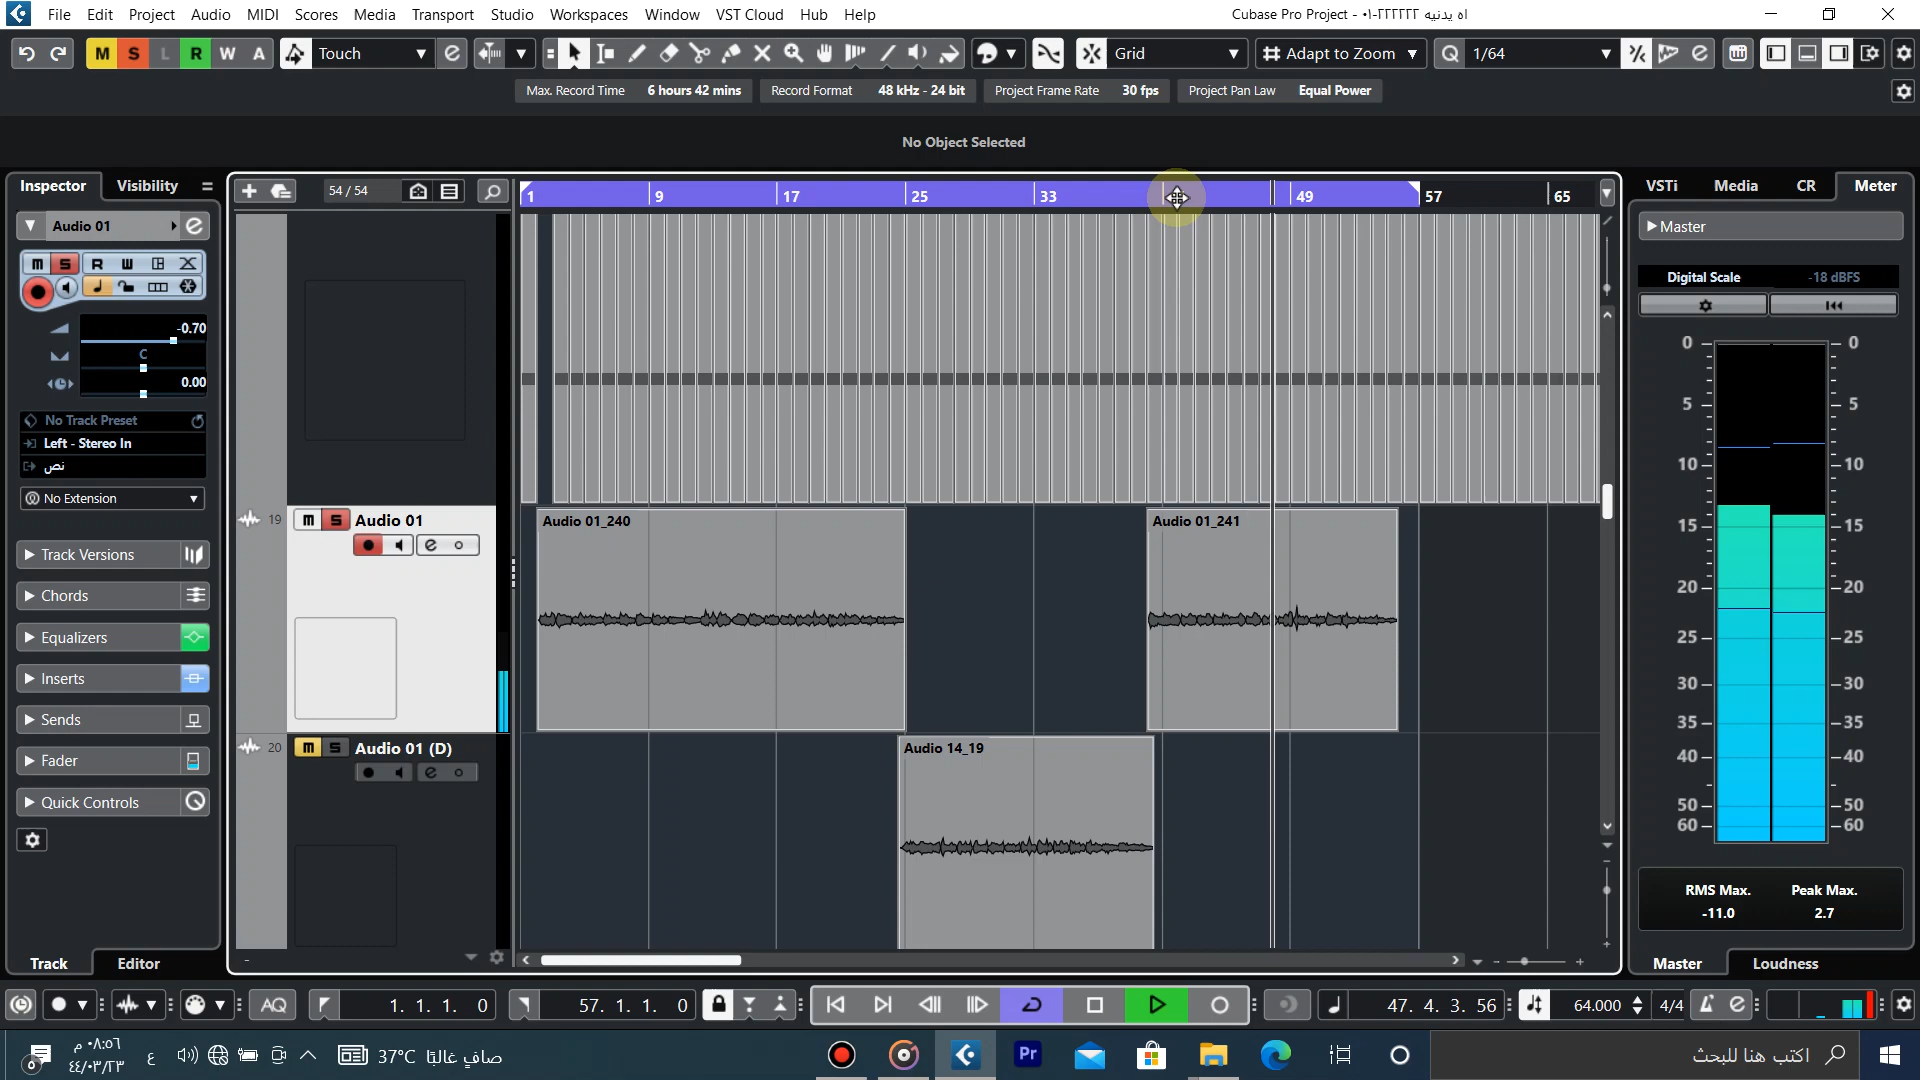 File Edit Project Audio MIDI Scores Media Transport Studio Workspaces Window VST Cloud Hub Help
Cubase Pro Project - ٠١-٢٢٢٢٢٢ اه يدنيه
M S L R W A Touch e Grid Adapt to Zoom Q 1/64
Max. Record Time 6 hours 42 mins Record Format 48 kHz - 24 bit Project Frame Rate 30 fps Project Pan Law Equal Power
No Object Selected
Inspector Visibility
54 / 54
1 9 17 25 33 49 57 65
VSTi Media CR Meter
Audio 01
Master
M S R W
Digital Scale -18 dBFS
-0.70
C
0.00
No Track Preset
Left - Stereo In
نص
No Extension
Track Versions
Chords
Equalizers
Inserts
Sends
Fader
Quick Controls
19 M S Audio 01
Audio 01_240 Audio 01_241
20 M S Audio 01 (D)
Audio 14_19
0 0
5 5
10 10
15 15
20 20
25 25
30 30
35 35
40 40
50 50
60 60
RMS Max. Peak Max.
-11.0 2.7
Track Editor
Master Loudness
AQ 1. 1. 1. 0 57. 1. 1. 0 47. 4. 3. 56 64.000 4/4
٠٨:٥٦ م
٤٤/٠٣/٢٣
ع
37°C صافٍ غالبًا
Pr
اكتب هنا للبحث